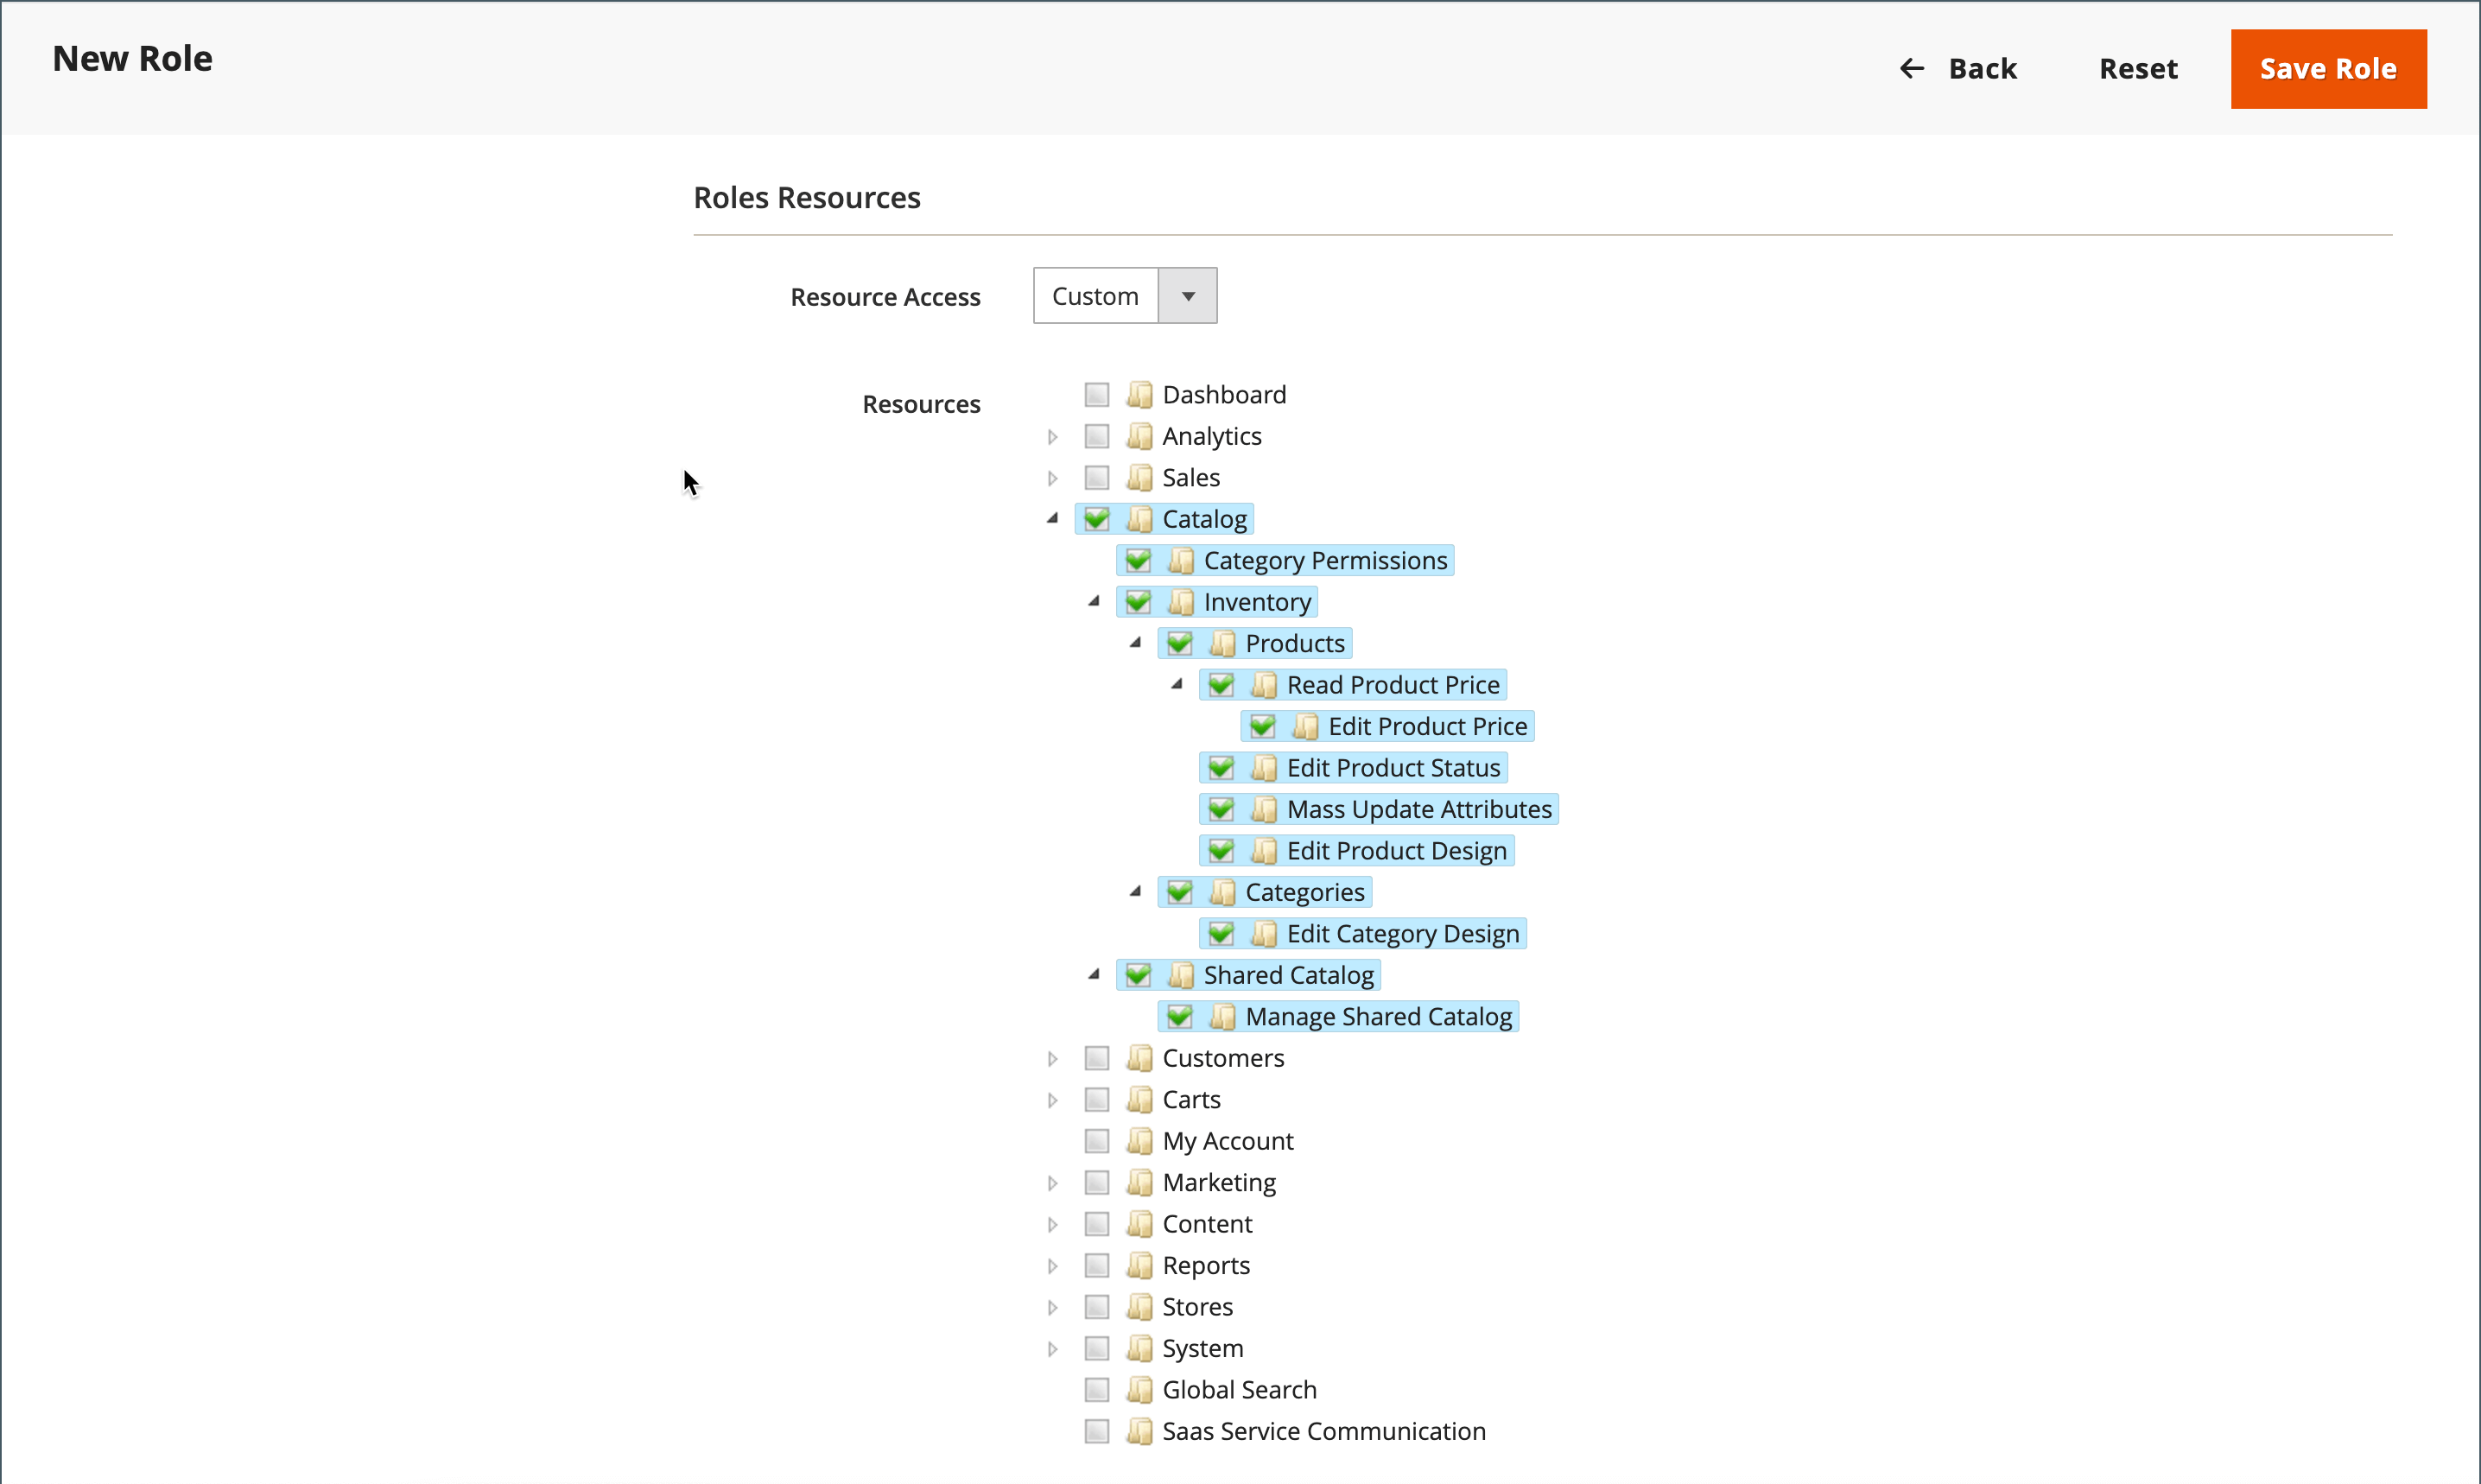 New Role
Back Reset Save Role
Roles Resources
Resource Access Custom
Resources
Dashboard
Analytics
Sales
Catalog
Category Permissions
Inventory
Products
Read Product Price
Edit Product Price
Edit Product Status
Mass Update Attributes
Edit Product Design
Categories
Edit Category Design
Shared Catalog
Manage Shared Catalog
Customers
Carts
My Account
Marketing
Content
Reports
Stores
System
Global Search
Saas Service Communication